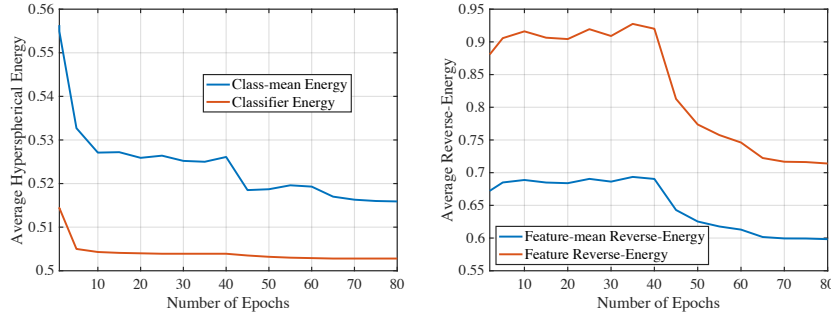 0.56
0.55
0.54
0.53
0.52
0.51
0.5
Average Hyperspherical Energy
Class-mean Energy
Classifier Energy
10 20 30 40 50 60 70 80
Number of Epochs
0.95
0.9
0.85
0.8
0.75
0.7
0.65
0.6
0.55
Average Reverse-Energy
Feature-mean Reverse-Energy
Feature Reverse-Energy
10 20 30 40 50 60 70 80
Number of Epochs